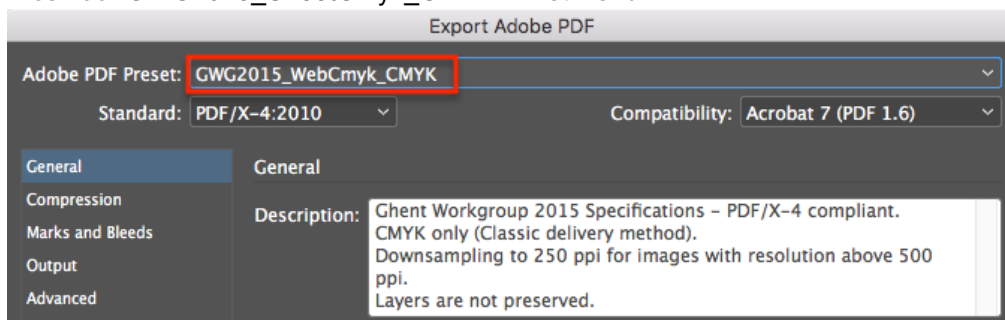 Export Adobe PDF
Adobe PDF Preset: GWG2015_WebCmyk_CMYK
Standard: PDF/X-4:2010 Compatibility: Acrobat 7 (PDF 1.6)
General
Compression
Marks and Bleeds
Output
Advanced
General
Description: Ghent Workgroup 2015 Specifications – PDF/X-4 compliant.
CMYK only (Classic delivery method).
Downsampling to 250 ppi for images with resolution above 500
ppi.
Layers are not preserved.